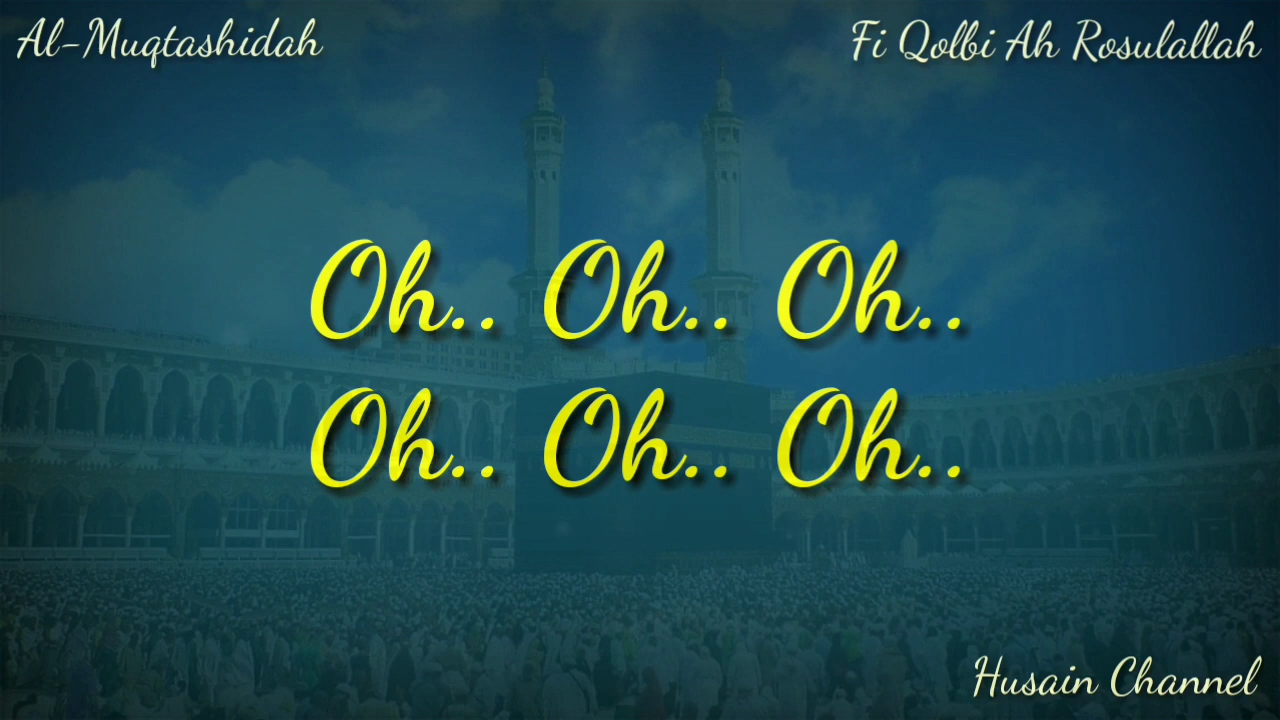 Al-Muqtashidah
Fi Qolbi Ah Rosulallah
Oh.. Oh.. Oh..
Oh.. Oh.. Oh..
Husain Channel